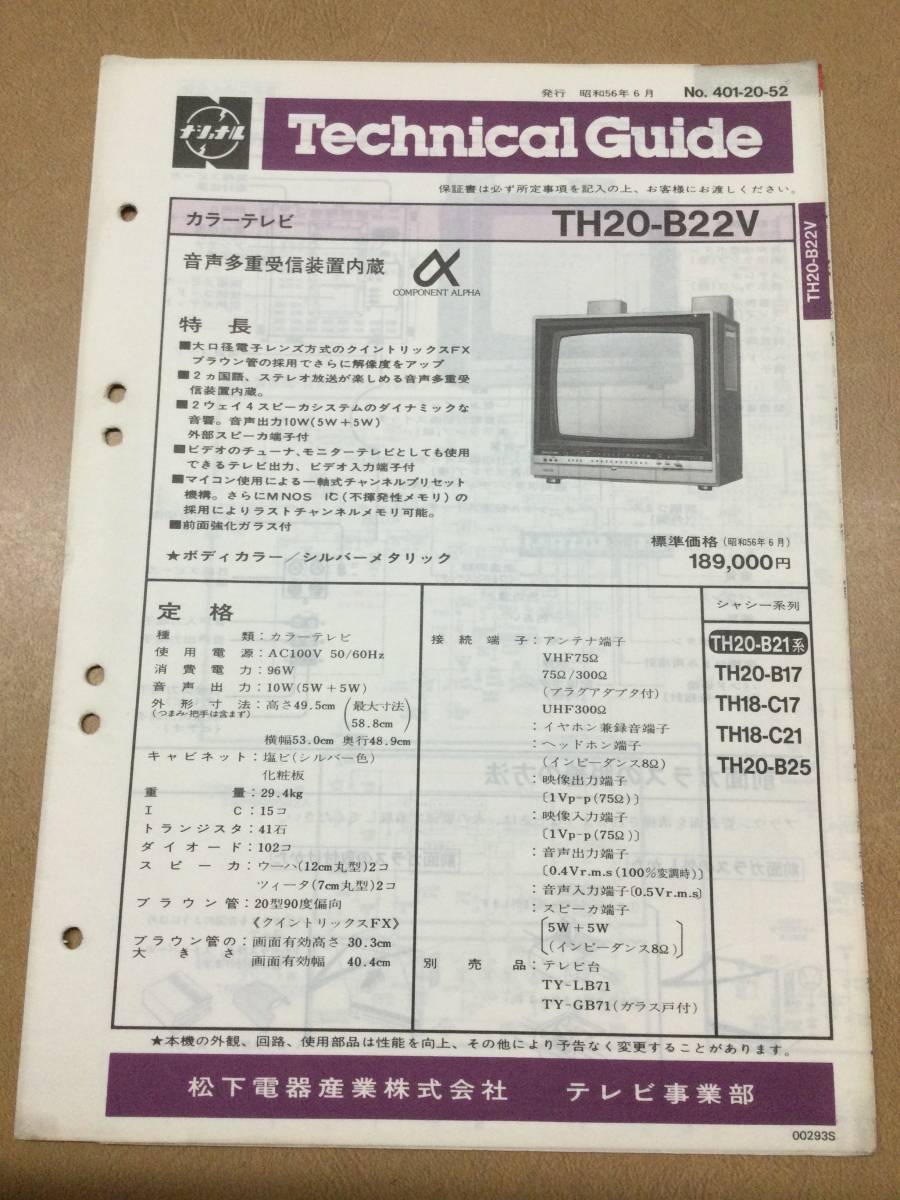 発行 昭和56年6月 No. 401-20-52
ナショナル
Technical Guide
保証書は必ず所定事項を記入の上、お客様にお渡しください。
カラーテレビ TH20-B22V
TH20-B22V
音声多重受信装置内蔵
α
COMPONENT ALPHA
特長
■大口径電子レンズ方式のクイントリックスFX
ブラウン管の採用でさらに解像度をアップ
■2ヵ国語、ステレオ放送が楽しめる音声多重受
信装置内蔵。
■2ウェイ4スピーカシステムのダイナミックな
音響。音声出力10W(5W+5W)
外部スピーカ端子付
■ビデオのチューナ、モニターテレビとしても使用
できるテレビ出力、ビデオ入力端子付
■マイコン使用による一軸式チャンネルプリセット
機構。さらにMNOS IC(不揮発性メモリ)の
採用によりラストチャンネルメモリ可能。
■前面強化ガラス付
★ボディカラー/シルバーメタリック
標準価格(昭和56年6月)
189,000円
定格
種類:カラーテレビ
使用電源:AC100V 50/60Hz
消費電力:96W
音声出力:10W(5W+5W)
外形寸法:高さ49.5cm (最大寸法 58.8cm)
(つまみ・把手は含まず)
横幅53.0cm 奥行48.9cm
キャビネット:塩ビ(シルバー色)
化粧板
重量:29.4kg
IC:15コ
トランジスタ:41石
ダイオード:102コ
スピーカ:ウーハ(12cm丸型)2コ
ツィータ(7cm丸型)2コ
ブラウン管:20型90度偏向
《クイントリックスFX》
ブラウン管の大きさ:画面有効高さ 30.3cm
画面有効幅 40.4cm
接続端子:アンテナ端子
VHF75Ω
75Ω/300Ω
(プラグアダプタ付)
UHF300Ω
:イヤホン兼録音端子
:ヘッドホン端子
(インピーダンス8Ω)
:映像出力端子
〔1Vp-p(75Ω)〕
:映像入力端子
〔1Vp-p(75Ω)〕
:音声出力端子
〔0.4Vr.m.s(100%変調時)〕
:音声入力端子〔0.5Vr.m.s〕
:スピーカ端子
〔5W+5W
(インピーダンス8Ω)〕
別売品:テレビ台
TY-LB71
TY-GB71(ガラス戸付)
シャシー系列
TH20-B21系
TH20-B17
TH18-C17
TH18-C21
TH20-B25
★本機の外観、回路、使用部品は性能を向上、その他により予告なく変更することがあります。
松下電器産業株式会社 テレビ事業部
00293S